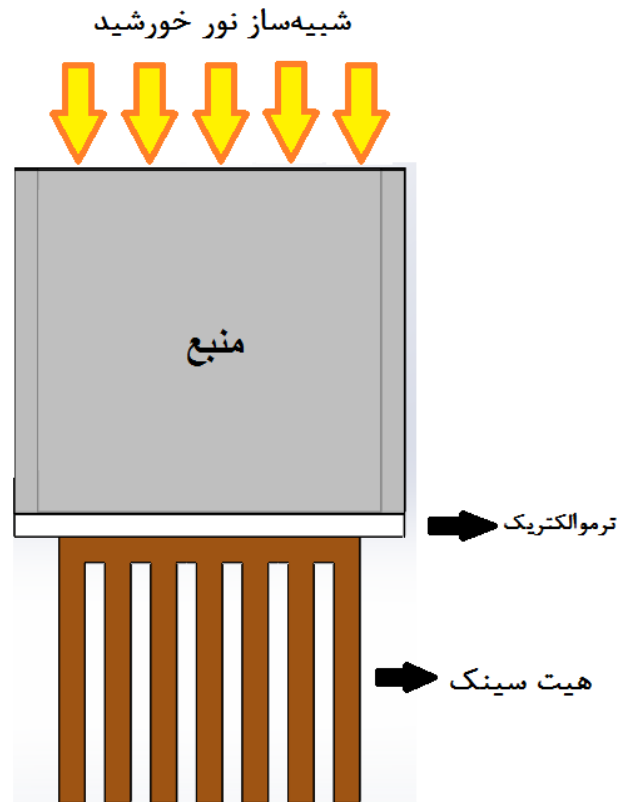 شبیه‌ساز نور خورشید
منبع
ترموالکتریک
هیت سینک